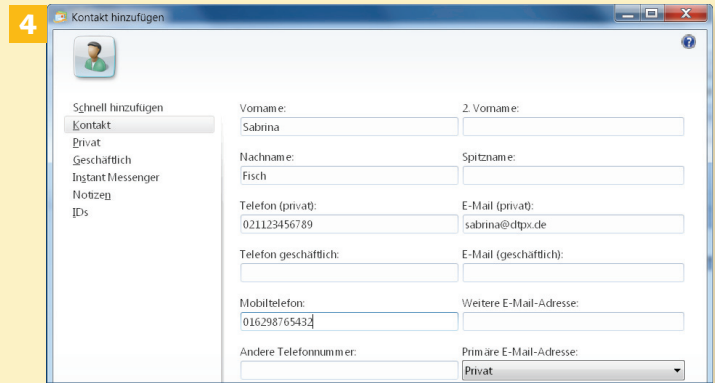 4
Kontakt hinzufügen
Schnell hinzufügen
Kontakt
Privat
Geschäftlich
Instant Messenger
Notizen
IDs
Vorname: 2. Vorname:
Sabrina
Nachname: Spitzname:
Fisch
Telefon (privat): E-Mail (privat):
021123456789 sabrina@dtpx.de
Telefon geschäftlich: E-Mail (geschäftlich):
Mobiltelefon: Weitere E-Mail-Adresse:
016298765432
Andere Telefonnummer: Primäre E-Mail-Adresse:
Privat